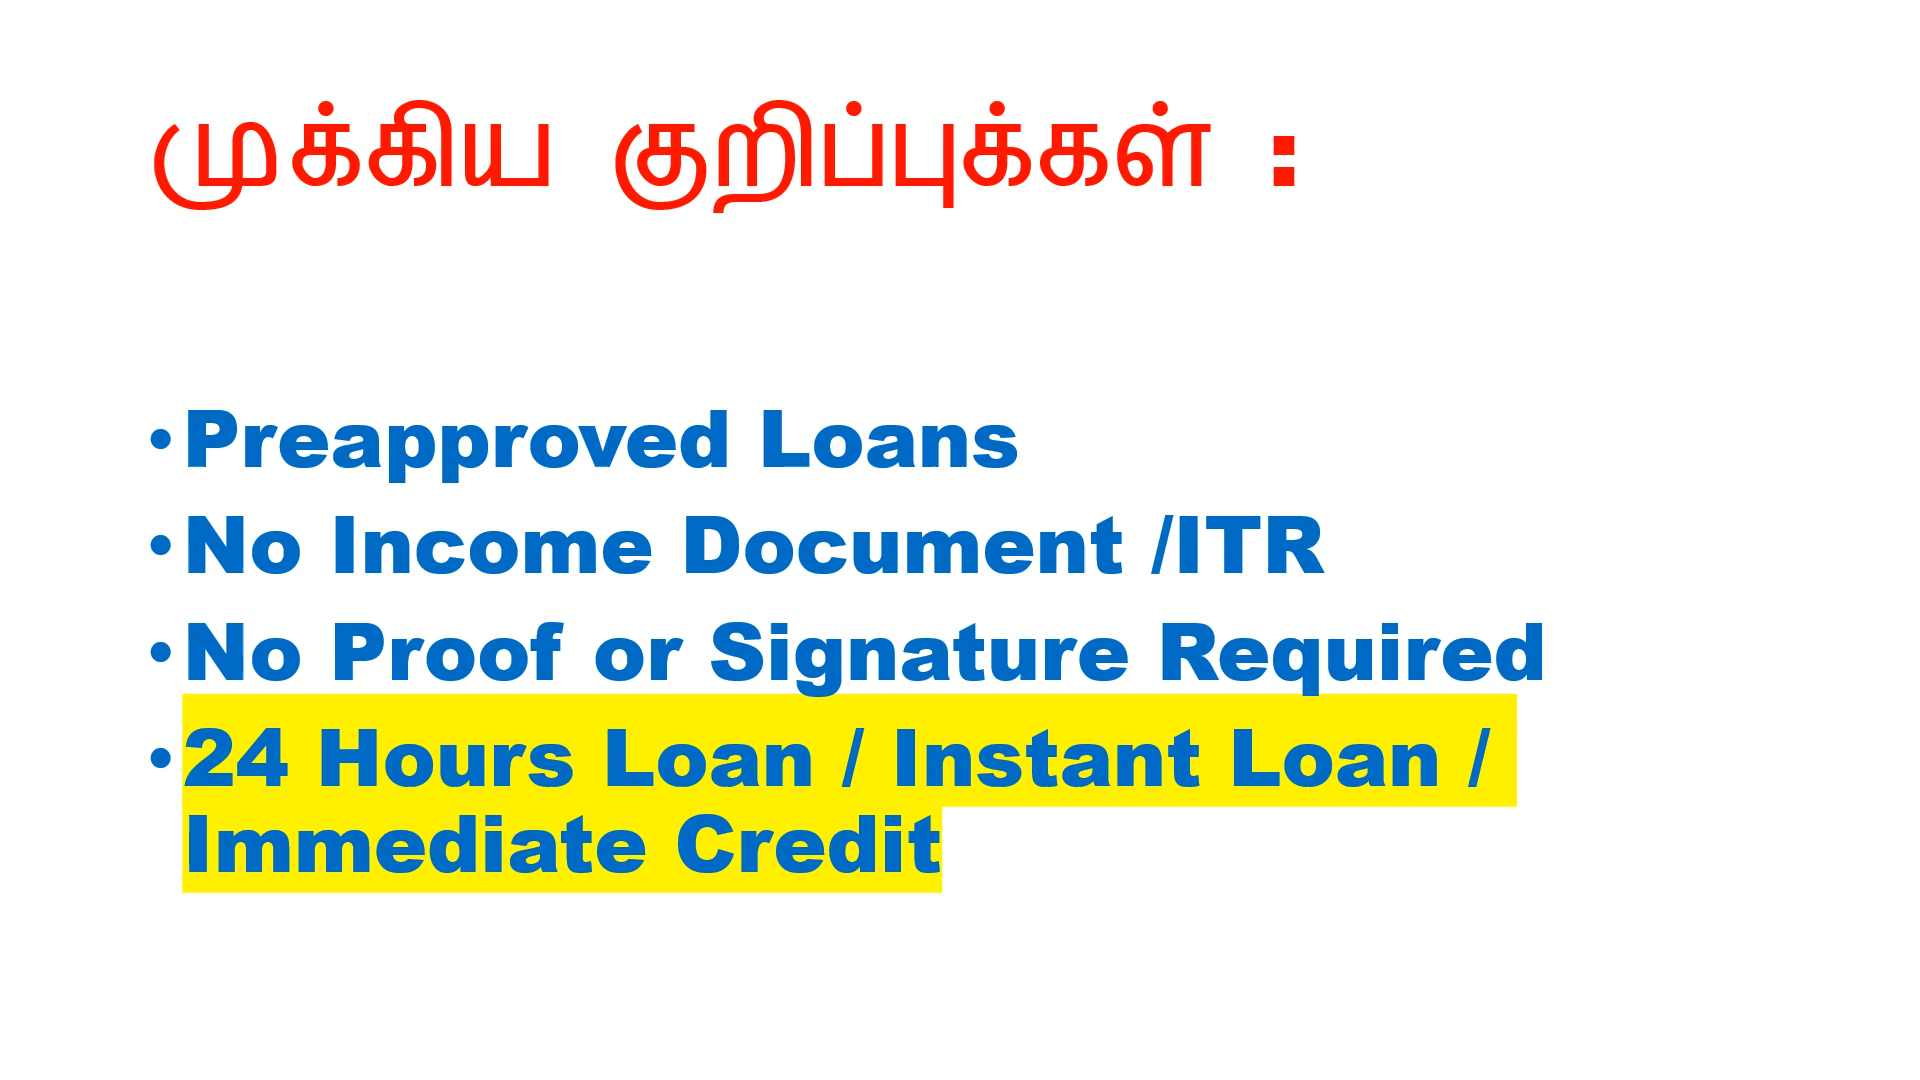 முக்கிய குறிப்புக்கள் :
• Preapproved Loans
• No Income Document /ITR
• No Proof or Signature Required
• 24 Hours Loan / Instant Loan /
Immediate Credit